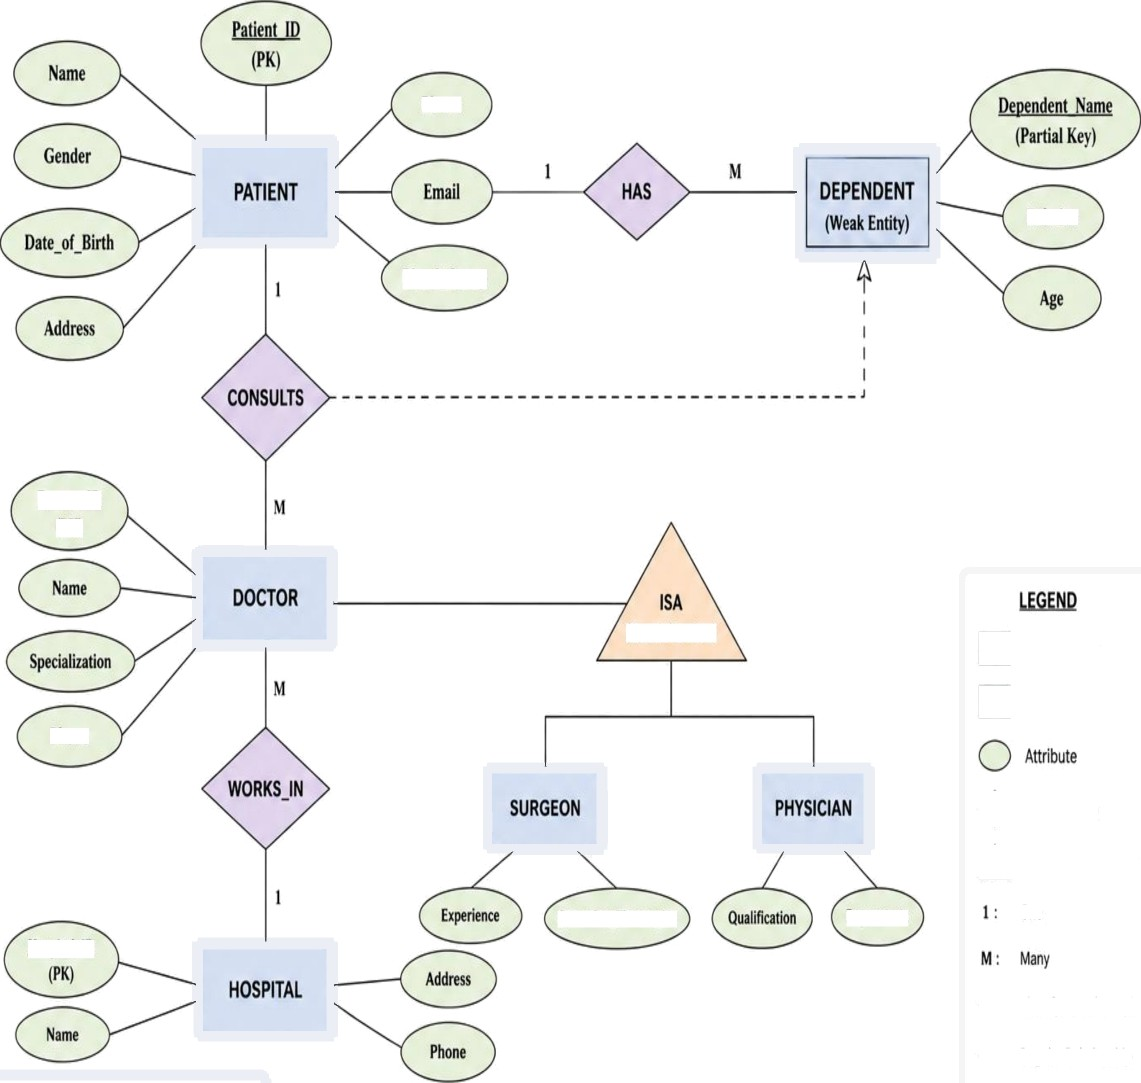 Patient_ID
(PK)
Name
Gender
Date_of_Birth
Address
PATIENT
Email
1
HAS
M
DEPENDENT
(Weak Entity)
Dependent_Name
(Partial Key)
Age
1
CONSULTS
M
Name
Specialization
DOCTOR
ISA
M
WORKS_IN
1
SURGEON
PHYSICIAN
Experience
Qualification
(PK)
Name
HOSPITAL
Address
Phone
LEGEND
Attribute
1 :
M : Many